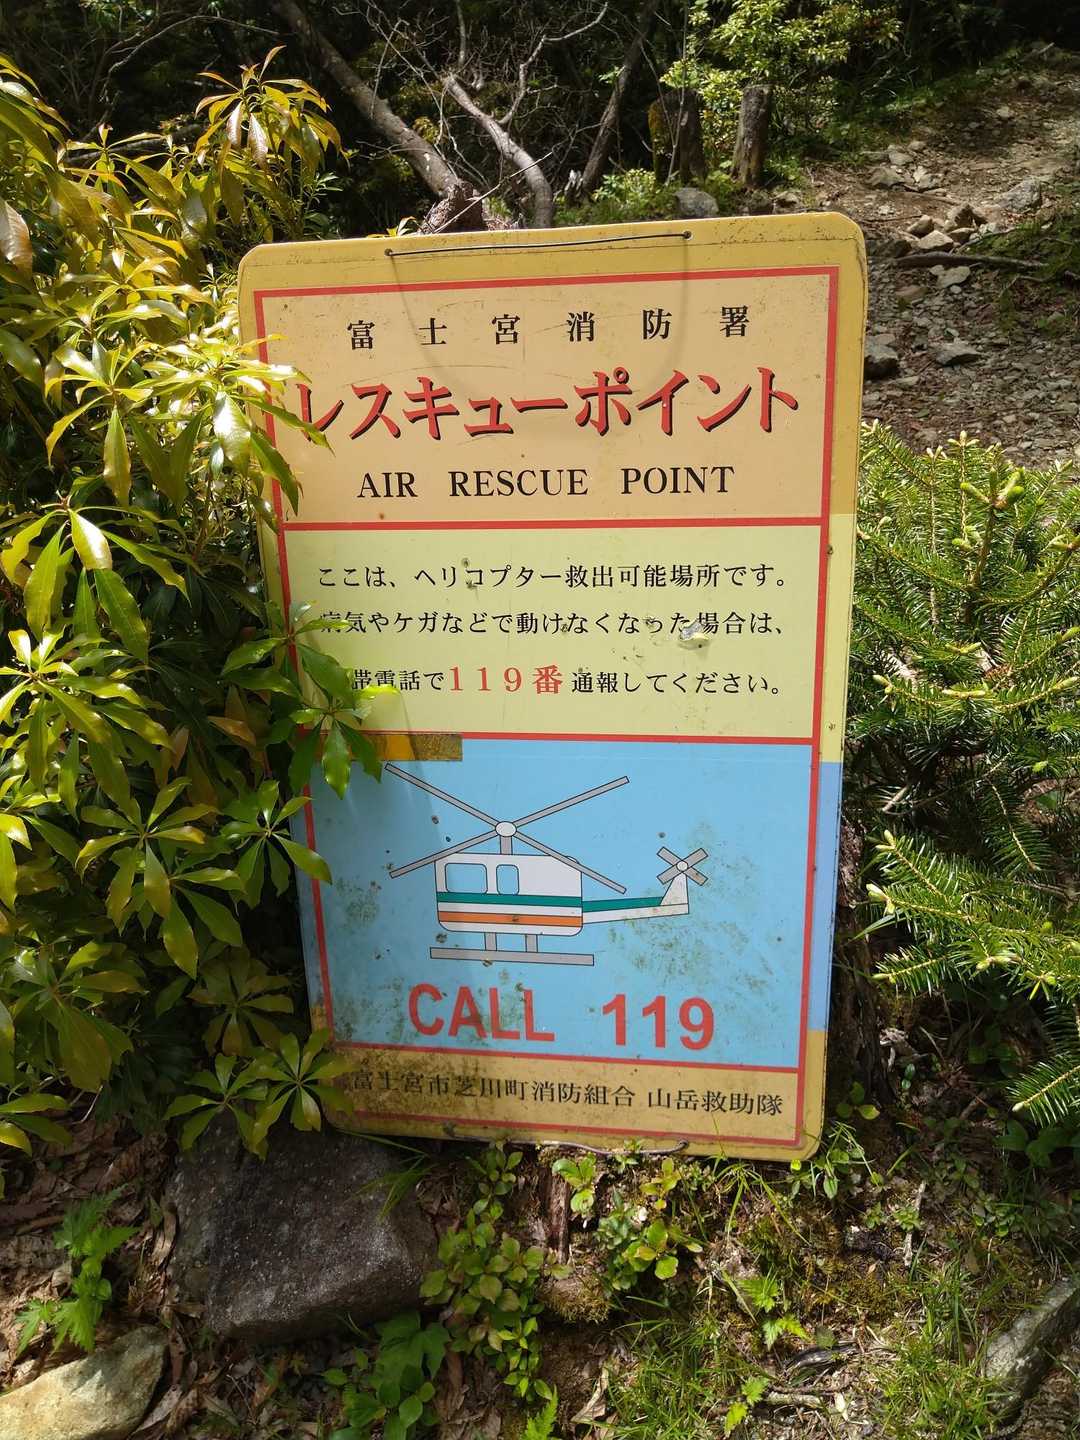 富士宮消防署
レスキューポイント
AIR RESCUE POINT
ここは、ヘリコプター救出可能場所です。
病気やケガなどで動けなくなった場合は、
帯電話で119番通報してください。
CALL 119
富士宮市芝川町消防組合 山岳救助隊